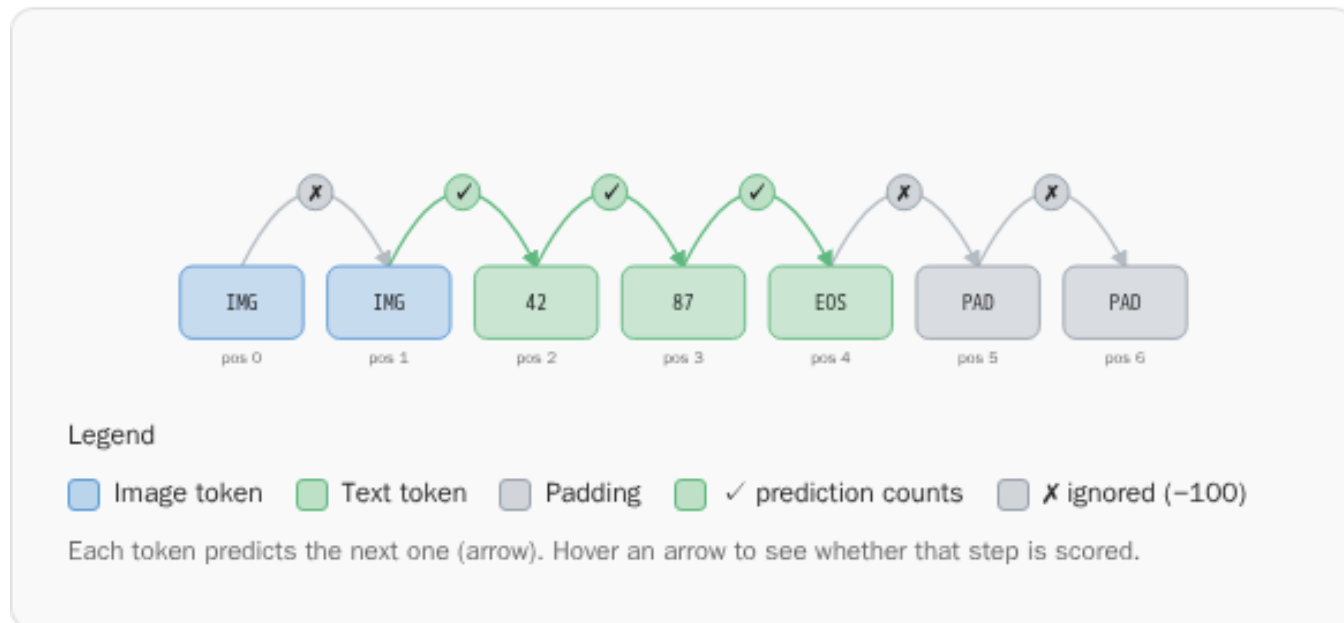 ✗ ✓ ✓ ✓ ✗ ✗
IMG IMG 42 87 EOS PAD PAD
pos 0 pos 1 pos 2 pos 3 pos 4 pos 5 pos 6
Legend
Image token Text token Padding ✓ prediction counts ✗ ignored (−100)
Each token predicts the next one (arrow). Hover an arrow to see whether that step is scored.